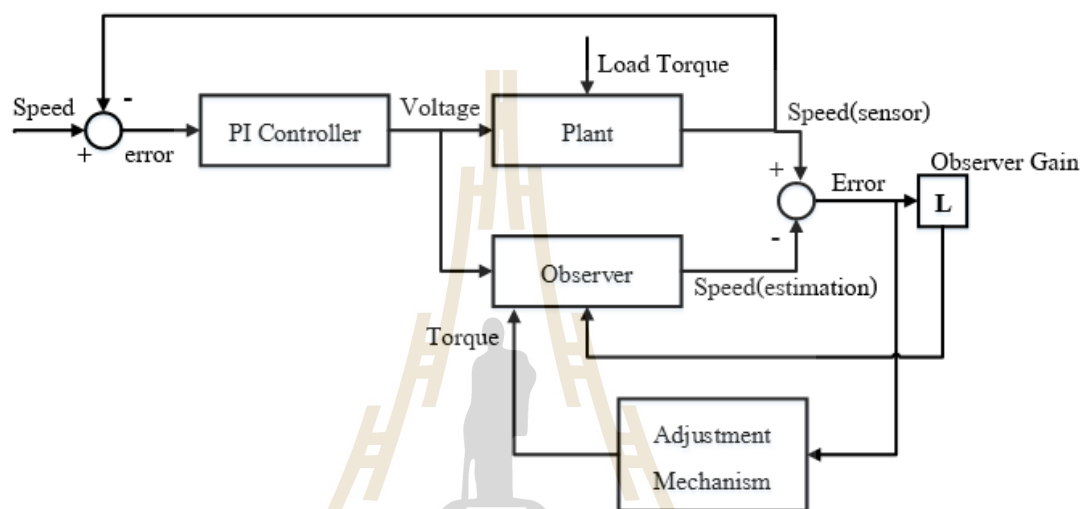 Load Torque
Speed
-
PI Controller
Voltage
Plant
Speed(sensor)
+
error
+
Error
Observer Gain
L
-
Observer
Speed(estimation)
Torque
Adjustment
Mechanism